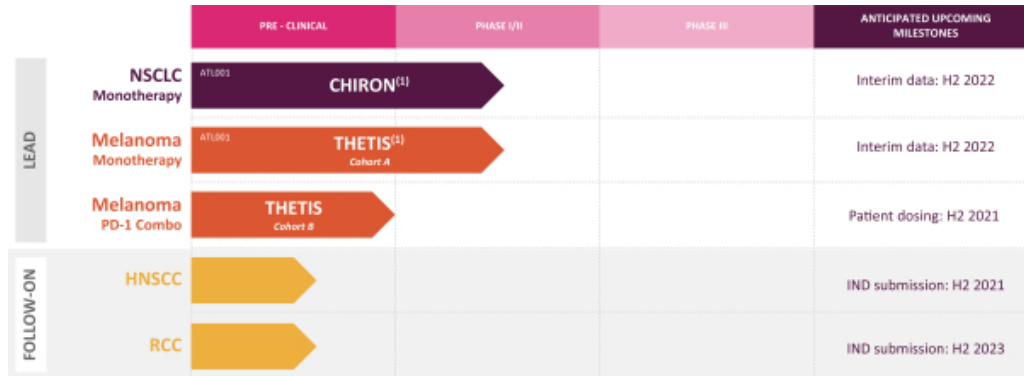 PRE - CLINICAL
PHASE I/II
PHASE III
ANTICIPATED UPCOMING
MILESTONES
LEAD
NSCLC
Monotherapy
ATL001
CHIRON(1)
Interim data: H2 2022
Melanoma
Monotherapy
ATL001
THETIS(1)
Cohort A
Interim data: H2 2022
Melanoma
PD-1 Combo
THETIS
Cohort B
Patient dosing: H2 2021
FOLLOW-ON
HNSCC
IND submission: H2 2021
RCC
IND submission: H2 2023